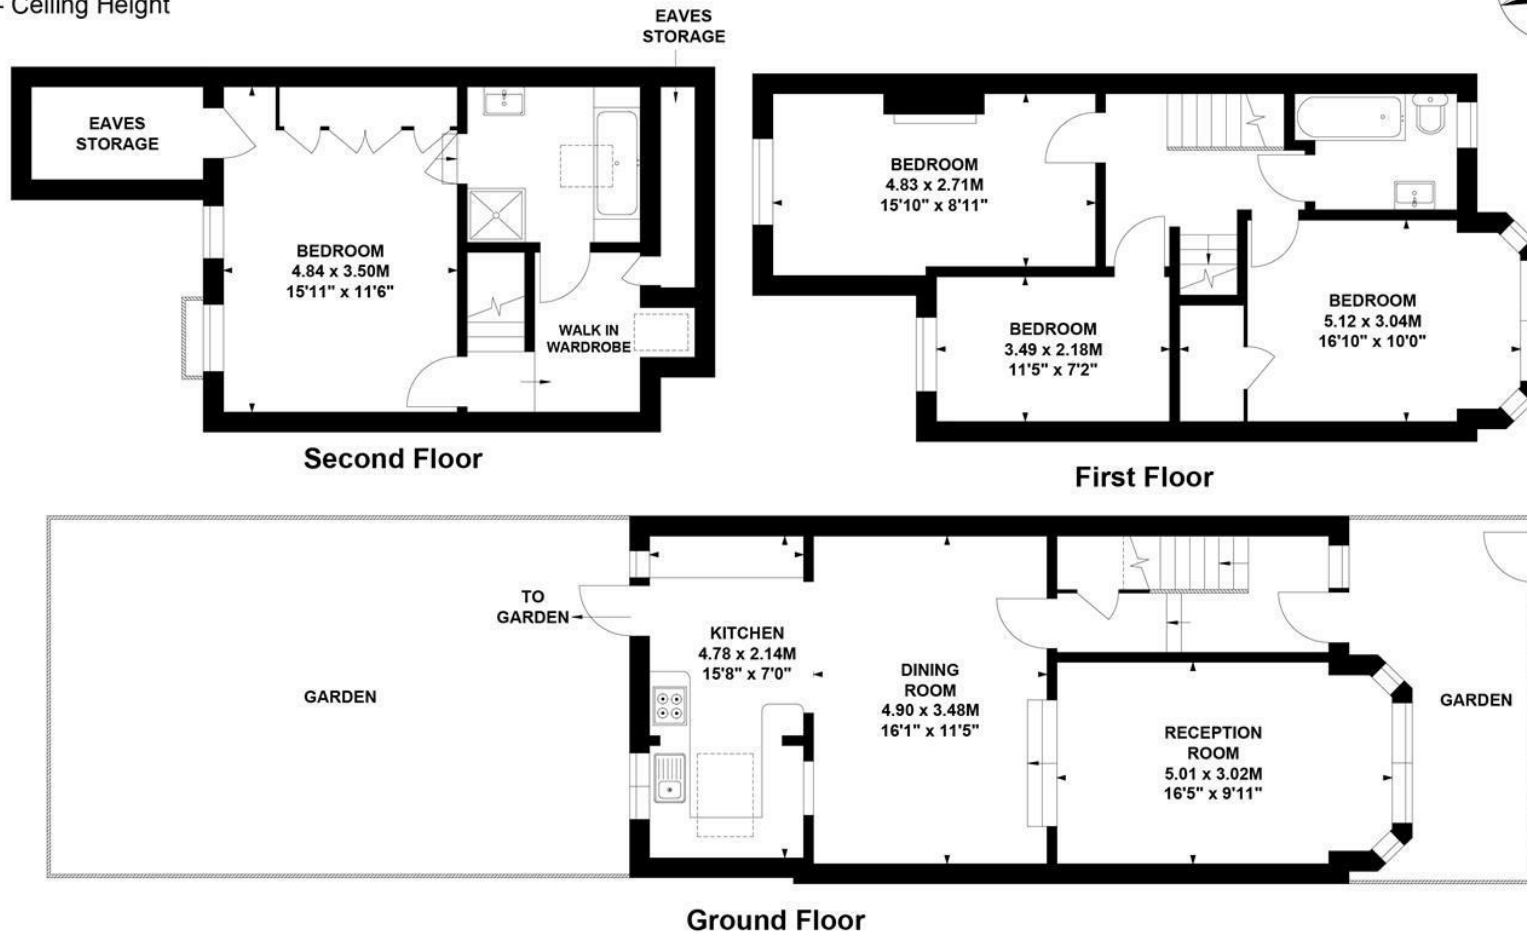 - Ceiling Height
EAVES
STORAGE
EAVES
STORAGE
BEDROOM
4.84 x 3.50M
15'11" x 11'6"
WALK IN
WARDROBE
Second Floor
BEDROOM
4.83 x 2.71M
15'10" x 8'11"
BEDROOM
3.49 x 2.18M
11'5" x 7'2"
BEDROOM
5.12 x 3.04M
16'10" x 10'0"
First Floor
GARDEN
TO
GARDEN
KITCHEN
4.78 x 2.14M
15'8" x 7'0"
DINING
ROOM
4.90 x 3.48M
16'1" x 11'5"
RECEPTION
ROOM
5.01 x 3.02M
16'5" x 9'11"
GARDEN
Ground Floor